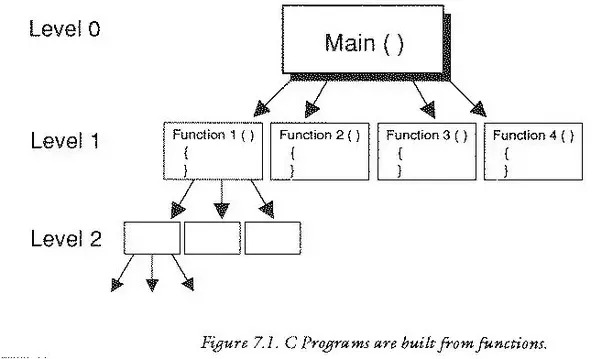 Level 0
Main ( )
Level 1
Function 1 ( )
{
}
Function 2 ( )
{
}
Function 3 ( )
{
}
Function 4 ( )
{
}
Level 2
Figure 7.1. C Programs are built from functions.